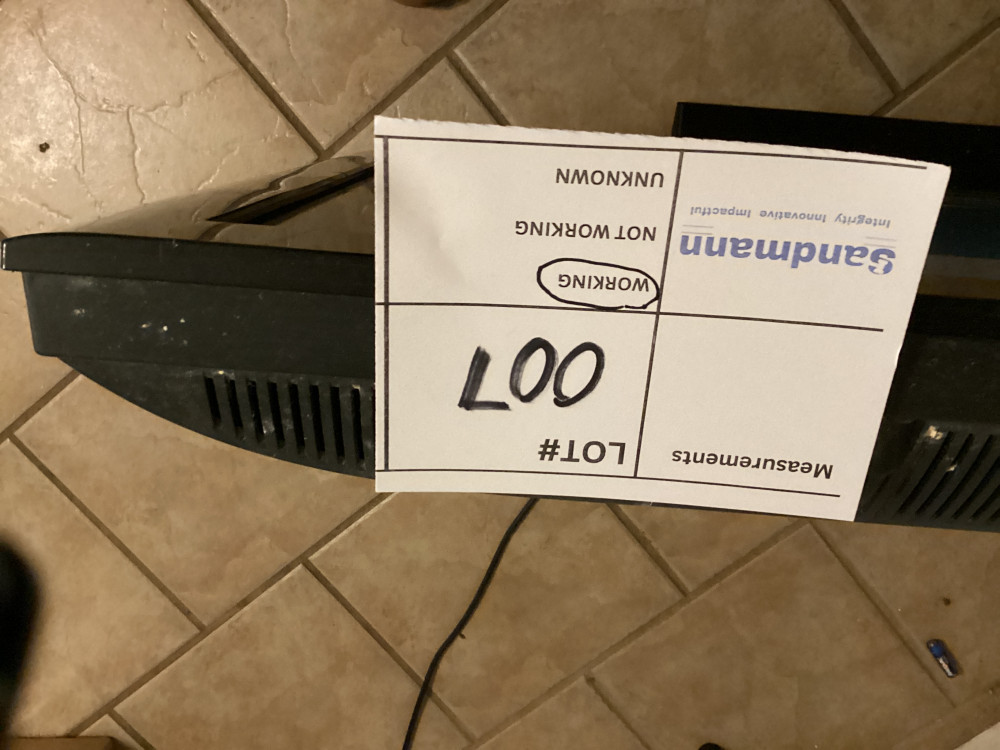 Measurements
LOT#
007
Sandmann
Integrity Innovative Impactful
WORKING
NOT WORKING
UNKNOWN